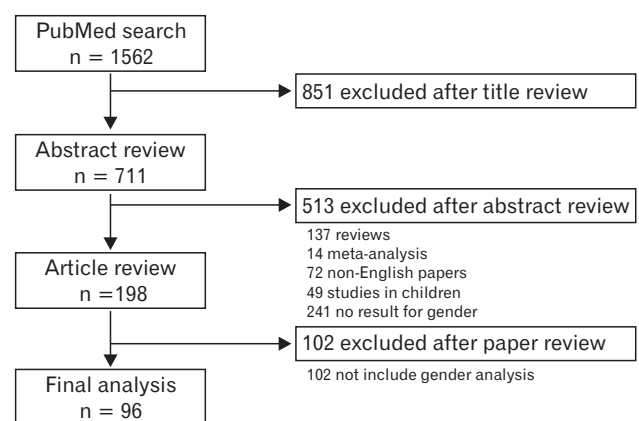 PubMed search
n = 1562
851 excluded after title review
Abstract review
n = 711
513 excluded after abstract review
137 reviews
14 meta-analysis
72 non-English papers
49 studies in children
241 no result for gender
Article review
n =198
102 excluded after paper review
102 not include gender analysis
Final analysis
n = 96